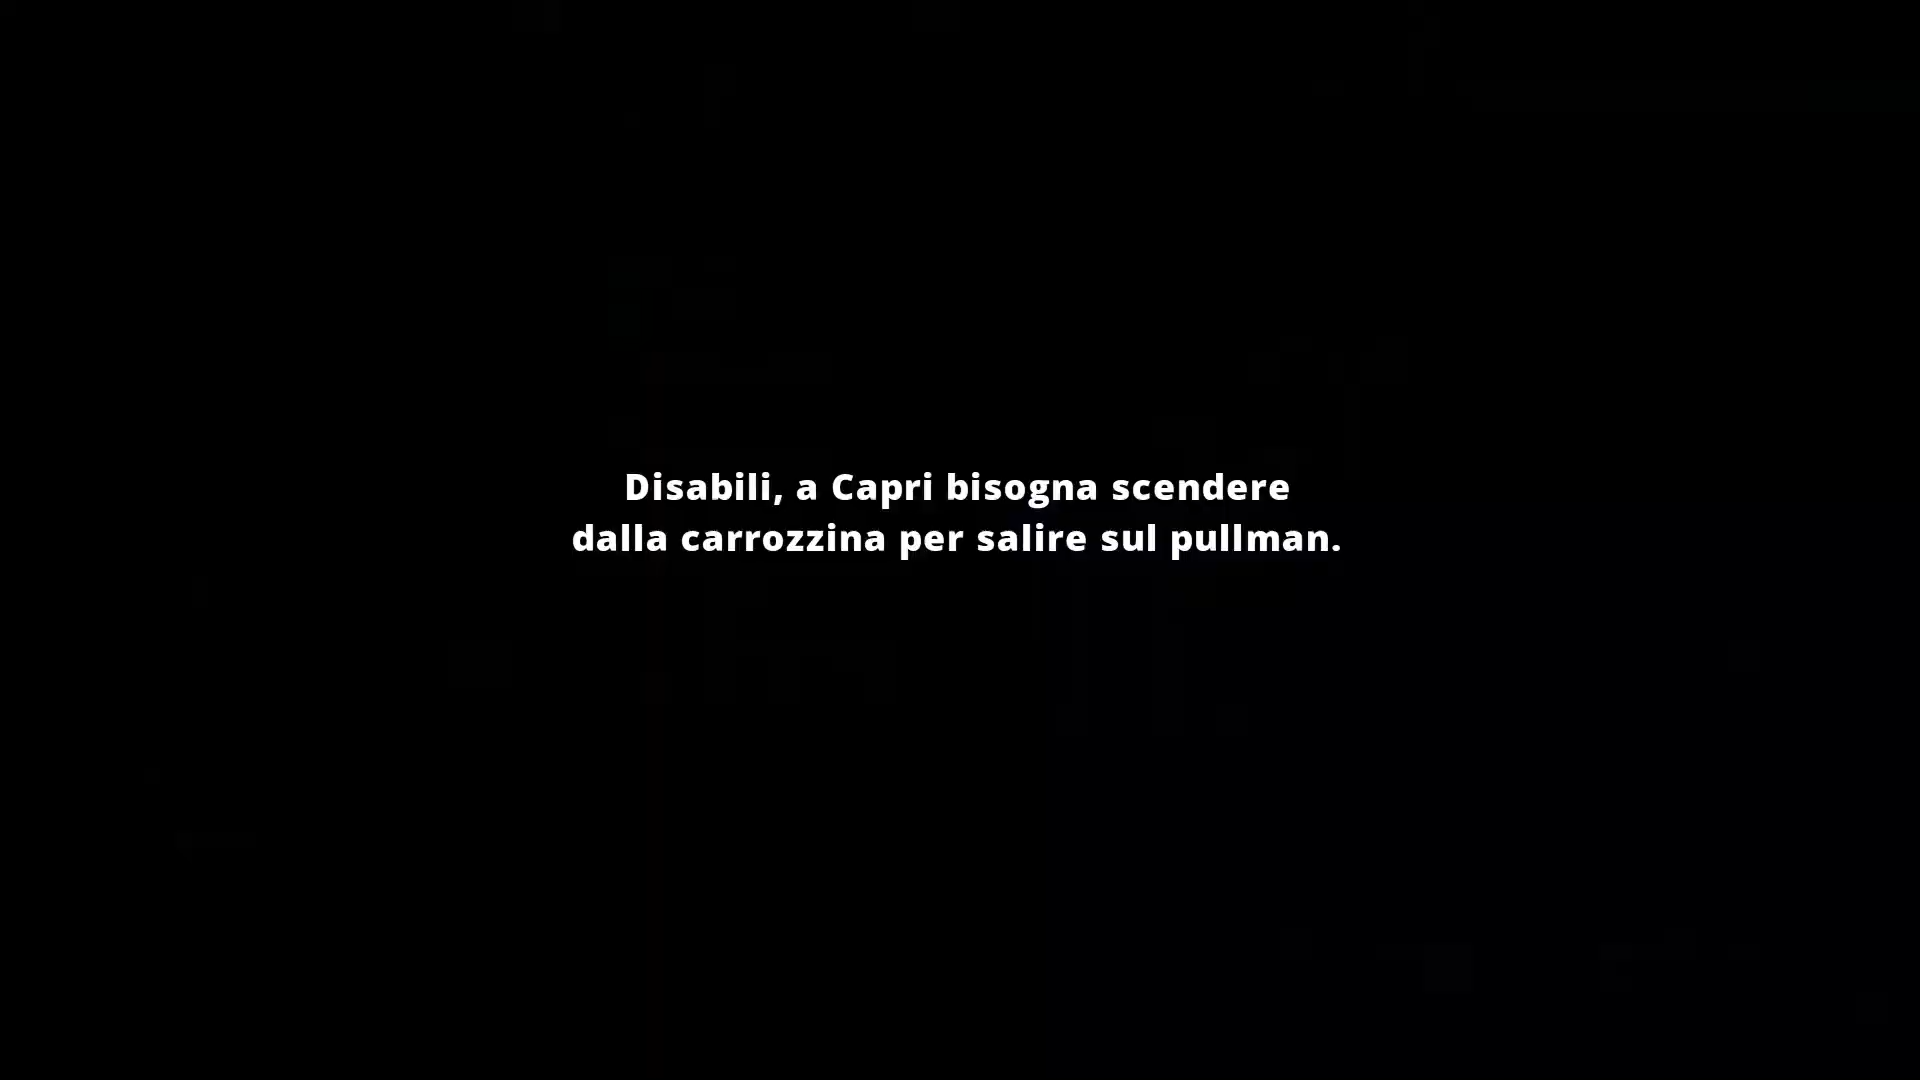 Disabili, a Capri bisogna scendere
dalla carrozzina per salire sul pullman.